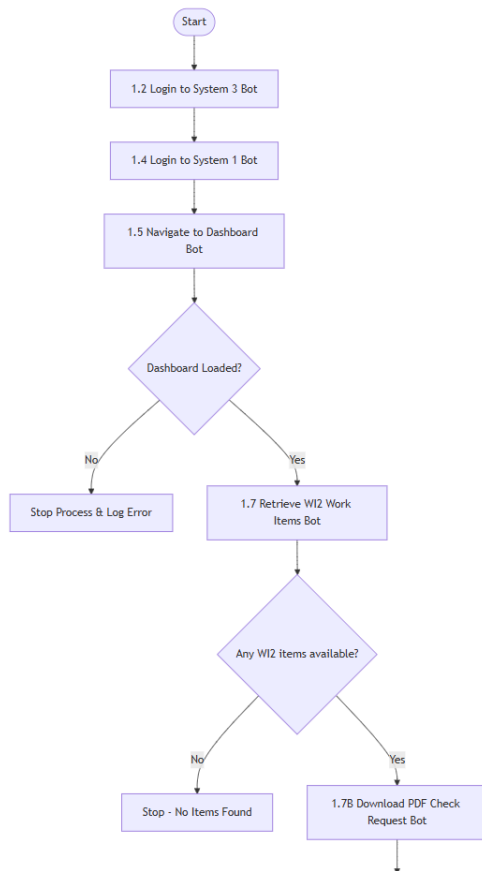 Start
1.2 Login to System 3 Bot
1.4 Login to System 1 Bot
1.5 Navigate to Dashboard
Bot
Dashboard Loaded?
No
Yes
Stop Process & Log Error
1.7 Retrieve WI2 Work
Items Bot
Any WI2 items available?
No
Yes
Stop - No Items Found
1.7B Download PDF Check
Request Bot